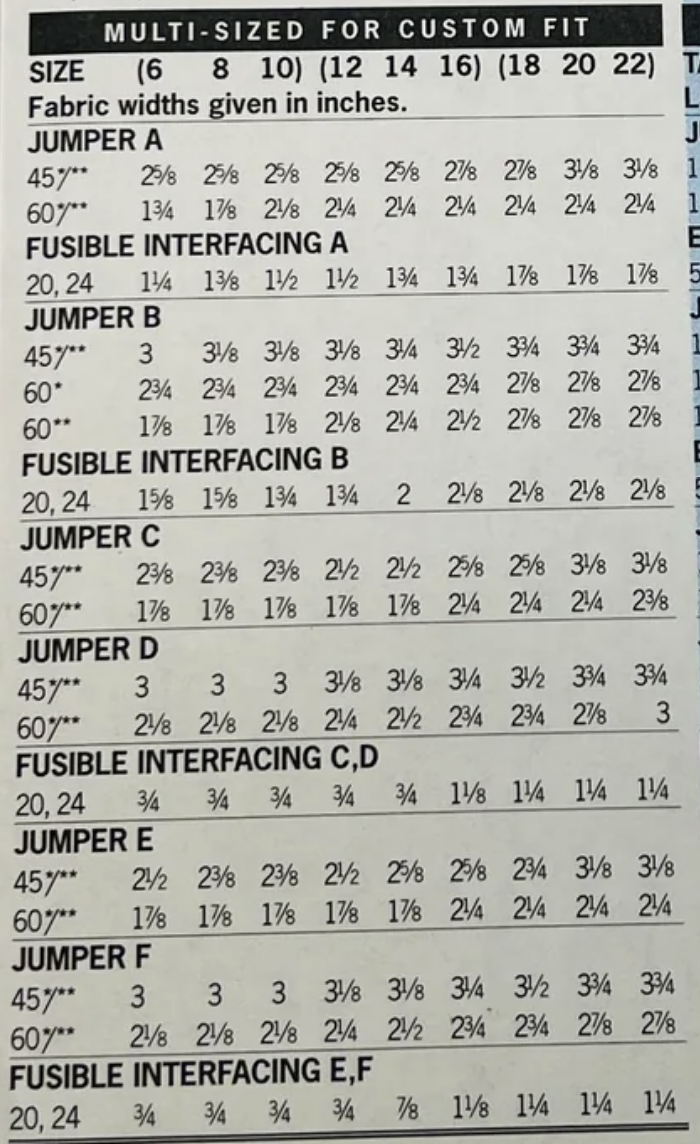 MULTI-SIZED FOR CUSTOM FIT
SIZE (6 8 10) (12 14 16) (18 20 22)
Fabric widths given in inches.
JUMPER A
45*/** 2⅝ 2⅝ 2⅝ 2⅝ 2⅝ 2⅞ 2⅞ 3⅛ 3⅛
60*/** 1¾ 1⅞ 2⅛ 2¼ 2¼ 2¼ 2¼ 2¼ 2¼
FUSIBLE INTERFACING A
20, 24 1¼ 1⅜ 1½ 1½ 1¾ 1¾ 1⅞ 1⅞ 1⅞
JUMPER B
45*/** 3 3⅛ 3⅛ 3⅛ 3¼ 3½ 3¾ 3¾ 3¾
60* 2¾ 2¾ 2¾ 2¾ 2¾ 2¾ 2⅞ 2⅞ 2⅞
60** 1⅞ 1⅞ 1⅞ 2⅛ 2¼ 2½ 2⅞ 2⅞ 2⅞
FUSIBLE INTERFACING B
20, 24 1⅝ 1⅝ 1¾ 1¾ 2 2⅛ 2⅛ 2⅛ 2⅛
JUMPER C
45*/** 2⅜ 2⅜ 2⅜ 2½ 2½ 2⅝ 2⅝ 3⅛ 3⅛
60*/** 1⅞ 1⅞ 1⅞ 1⅞ 1⅞ 2¼ 2¼ 2¼ 2⅜
JUMPER D
45*/** 3 3 3 3⅛ 3⅛ 3¼ 3½ 3¾ 3¾
60*/** 2⅛ 2⅛ 2⅛ 2¼ 2½ 2¾ 2¾ 2⅞ 3
FUSIBLE INTERFACING C,D
20, 24 ¾ ¾ ¾ ¾ ¾ 1⅛ 1¼ 1¼ 1¼
JUMPER E
45*/** 2½ 2⅜ 2⅜ 2½ 2⅝ 2⅝ 2¾ 3⅛ 3⅛
60*/** 1⅞ 1⅞ 1⅞ 1⅞ 1⅞ 2¼ 2¼ 2¼ 2¼
JUMPER F
45*/** 3 3 3 3⅛ 3⅛ 3¼ 3½ 3¾ 3¾
60*/** 2⅛ 2⅛ 2⅛ 2¼ 2½ 2¾ 2¾ 2⅞ 2⅞
FUSIBLE INTERFACING E,F
20, 24 ¾ ¾ ¾ ¾ ⅞ 1⅛ 1¼ 1¼ 1¼